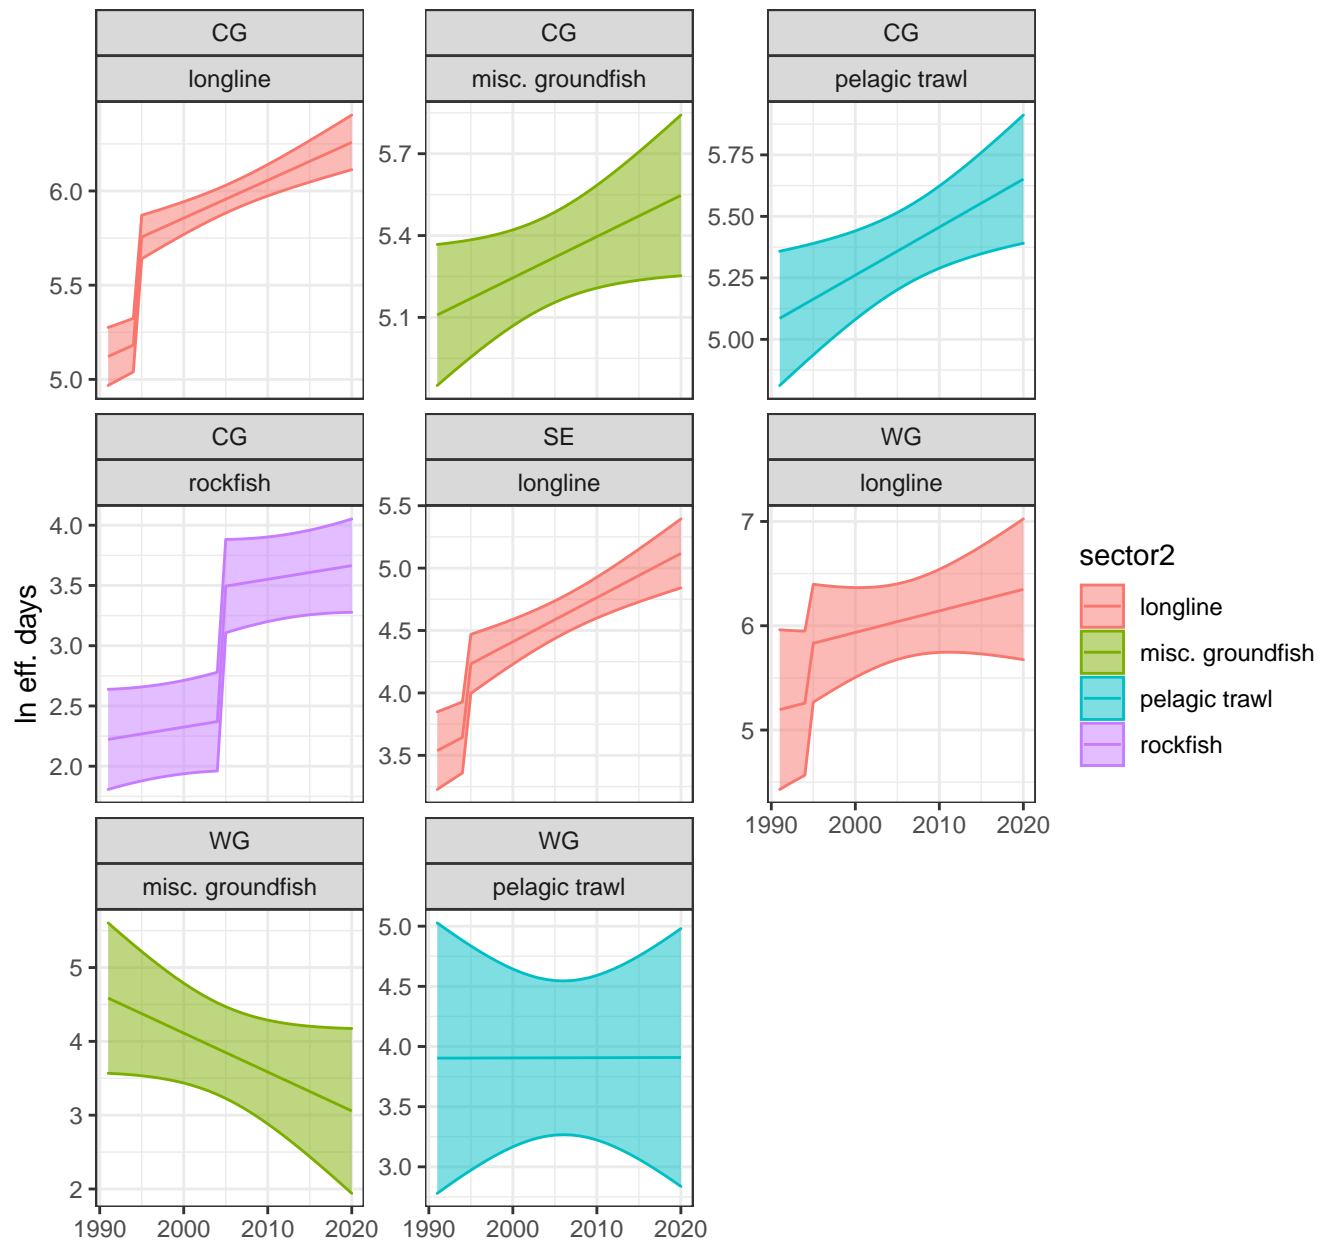 CG
longline
CG
misc. groundfish
CG
pelagic trawl
6.0
5.5
5.0
5.7
5.4
5.1
5.75
5.50
5.25
5.00
CG
rockfish
SE
longline
WG
longline
4.0
3.5
3.0
2.5
2.0
5.5
5.0
4.5
4.0
3.5
7
6
5
1990 2000 2010 2020
ln eff. days
sector2
longline
misc. groundfish
pelagic trawl
rockfish
WG
misc. groundfish
WG
pelagic trawl
5
4
3
2
5.0
4.5
4.0
3.5
3.0
1990 2000 2010 2020
1990 2000 2010 2020